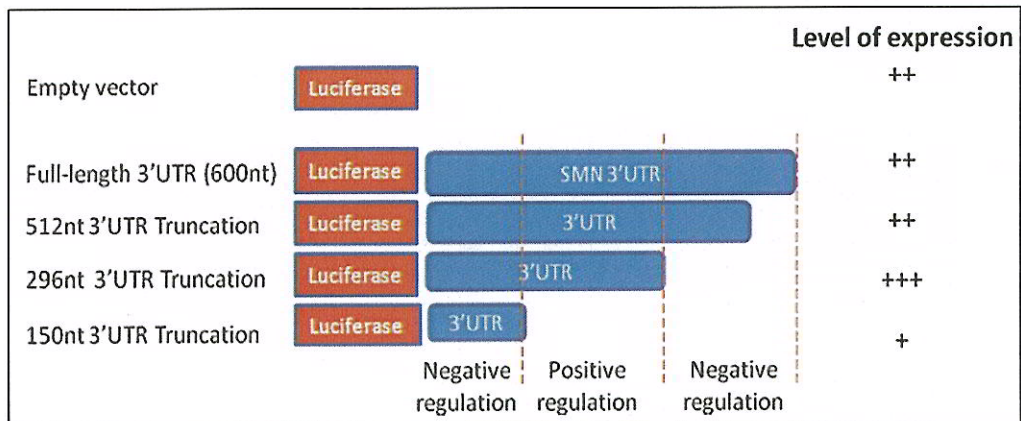 Level of expression
Empty vector Luciferase ++
Full-length 3'UTR (600nt) Luciferase SMN 3'UTR ++
512nt 3'UTR Truncation Luciferase 3'UTR ++
296nt 3'UTR Truncation Luciferase 3'UTR +++
150nt 3'UTR Truncation Luciferase 3'UTR +
Negative Positive Negative
regulation regulation regulation